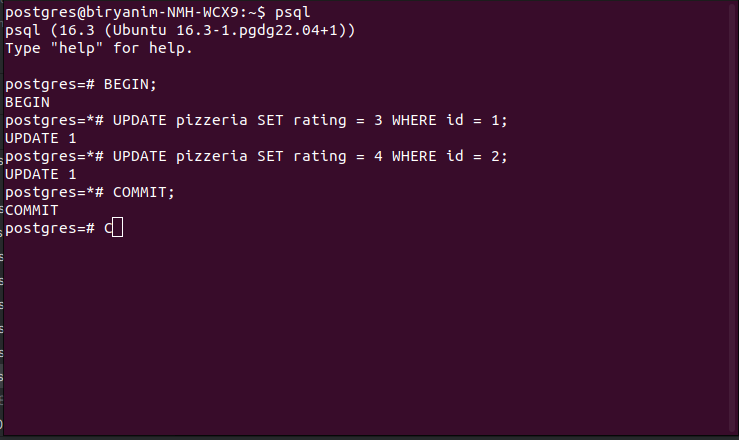 postgres@biryanim-NMH-WCX9:~$ psql
psql (16.3 (Ubuntu 16.3-1.pgdg22.04+1))
Type "help" for help.

postgres=# BEGIN;
BEGIN
postgres=*# UPDATE pizzeria SET rating = 3 WHERE id = 1;
UPDATE 1
postgres=*# UPDATE pizzeria SET rating = 4 WHERE id = 2;
UPDATE 1
postgres=*# COMMIT;
COMMIT
postgres=# C